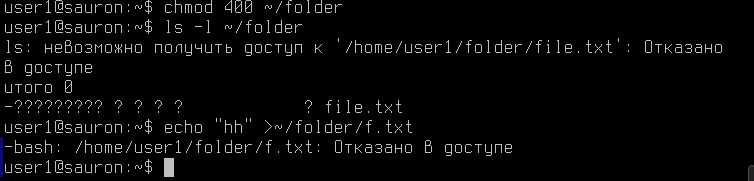 user1@sauron:~$ chmod 400 ~/folder
user1@sauron:~$ ls -l ~/folder
ls: невозможно получить доступ к '/home/user1/folder/file.txt': Отказано
в доступе
итого 0
-????????? ? ? ? ?            ? file.txt
user1@sauron:~$ echo "hh" >~/folder/f.txt
-bash: /home/user1/folder/f.txt: Отказано в доступе
user1@sauron:~$